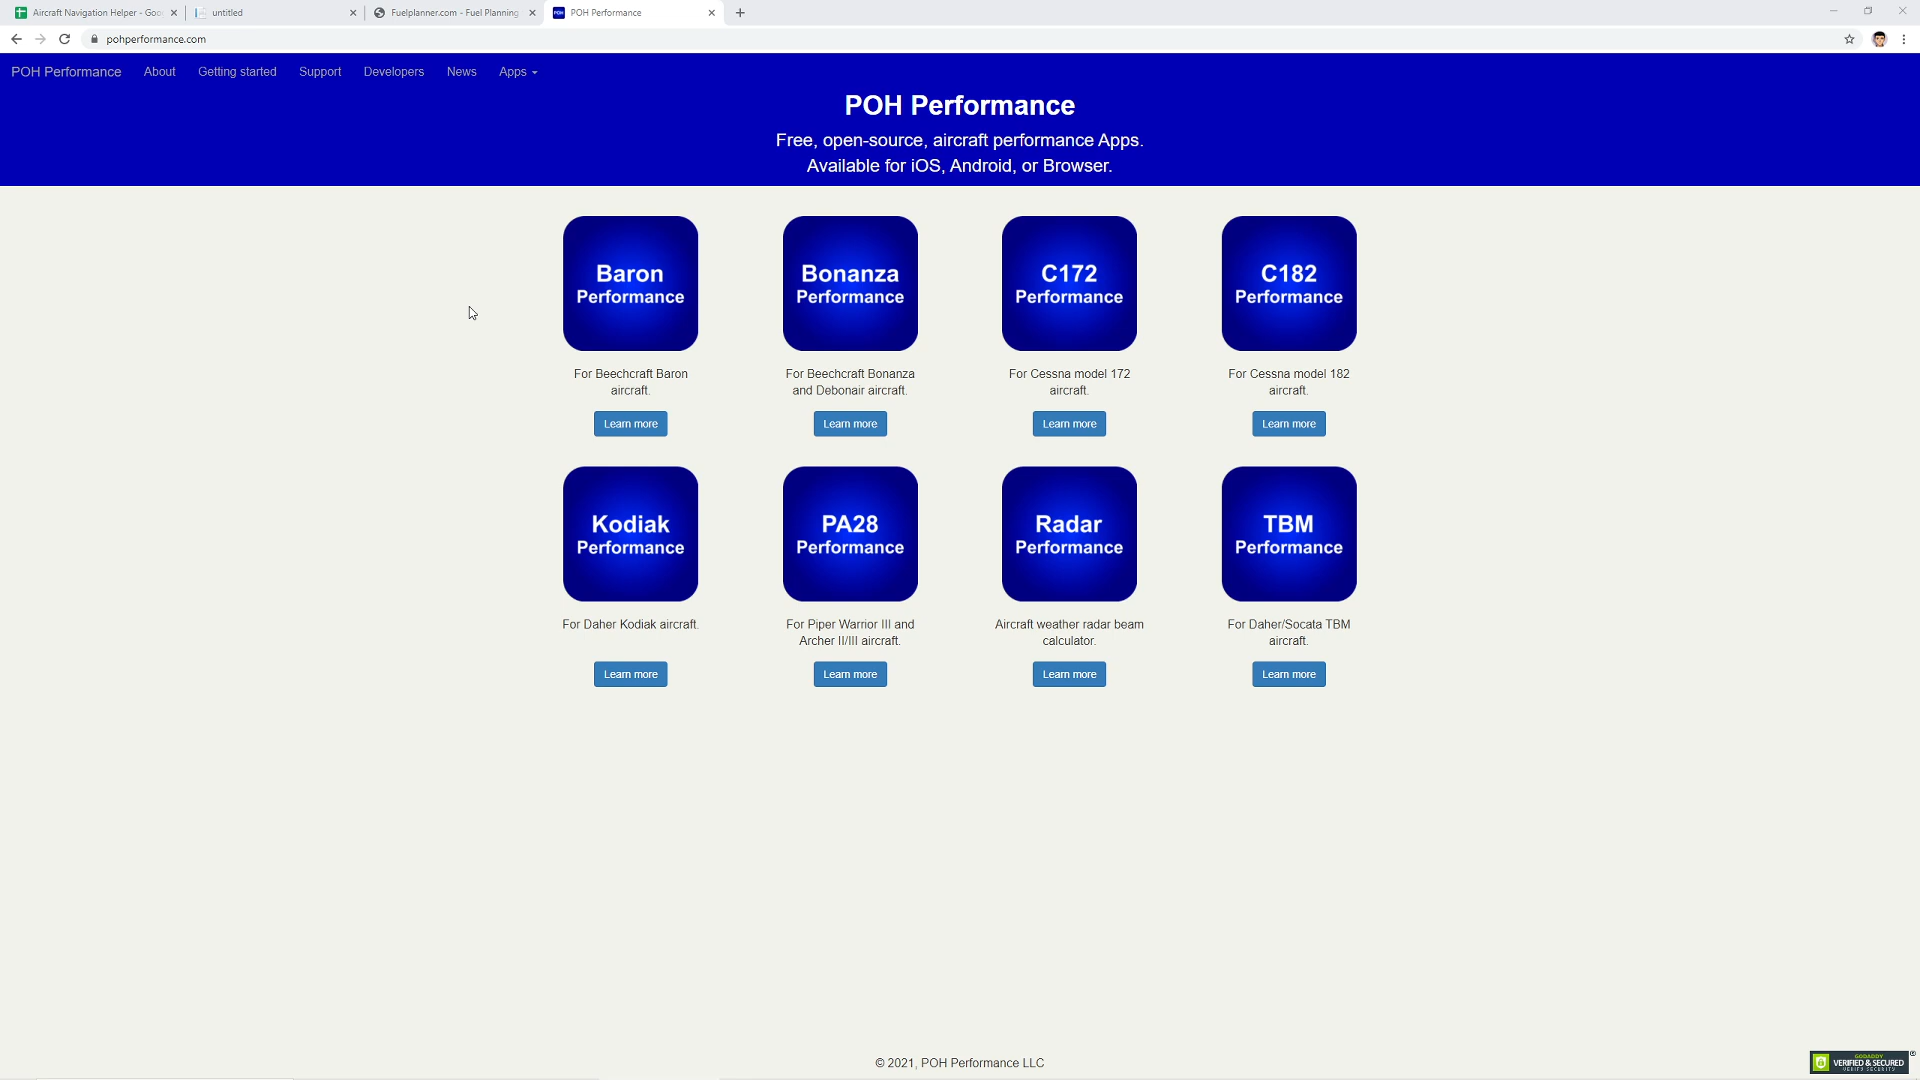 Aircraft Navigation Helper - Goo
untitled
Fuelplanner.com - Fuel Planning
POH Performance
pohperformance.com
POH Performance
About
Getting started
Support
Developers
News
Apps
POH Performance
Free, open-source, aircraft performance Apps.
Available for iOS, Android, or Browser.
Baron
Performance
Bonanza
Performance
C172
Performance
C182
Performance
For Beechcraft Baron
aircraft.
For Beechcraft Bonanza
and Debonair aircraft.
For Cessna model 172
aircraft.
For Cessna model 182
aircraft.
Learn more
Learn more
Learn more
Learn more
Kodiak
Performance
PA28
Performance
Radar
Performance
TBM
Performance
For Daher Kodiak aircraft.
For Piper Warrior III and
Archer II/III aircraft.
Aircraft weather radar beam
calculator.
For Daher/Socata TBM
aircraft.
Learn more
Learn more
Learn more
Learn more
© 2021, POH Performance LLC
GODADDY
VERIFIED & SECURED
VERIFY SECURITY